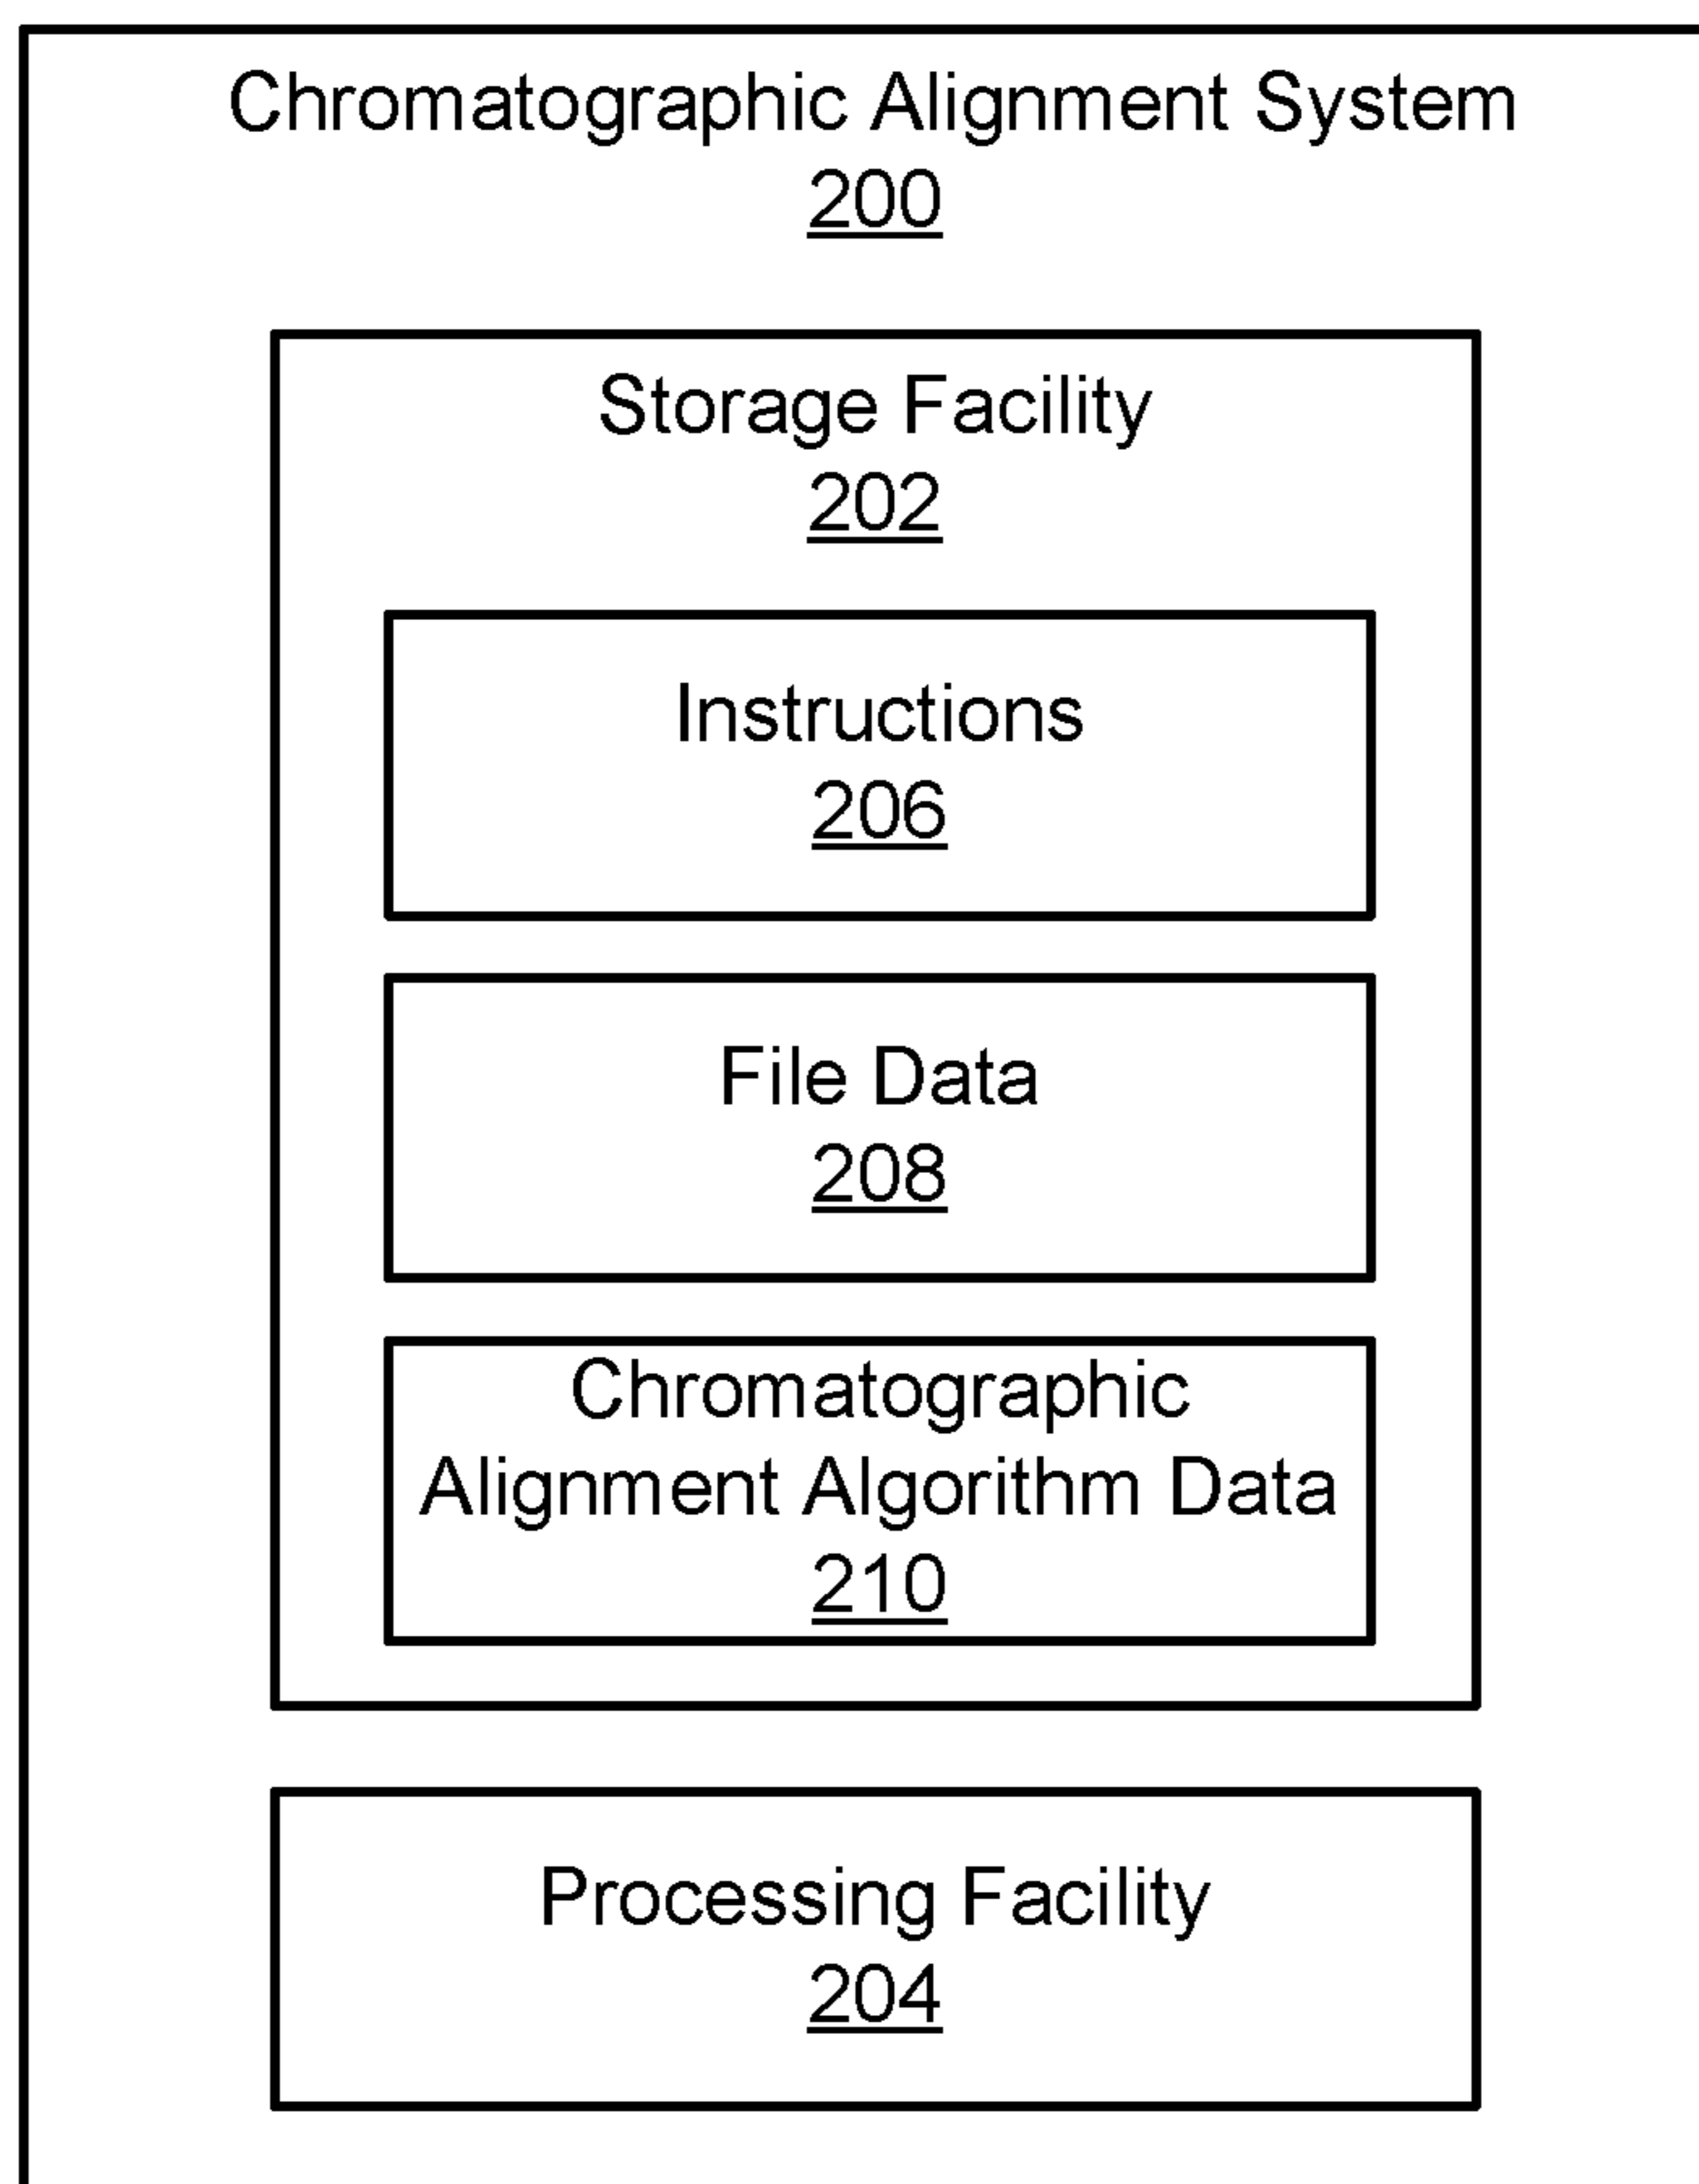 Chromatographic Alignment System
200
Storage Facility
202
Instructions
206
File Data
208
Chromatographic
Alignment Algorithm Data
210
Processing Facility
204